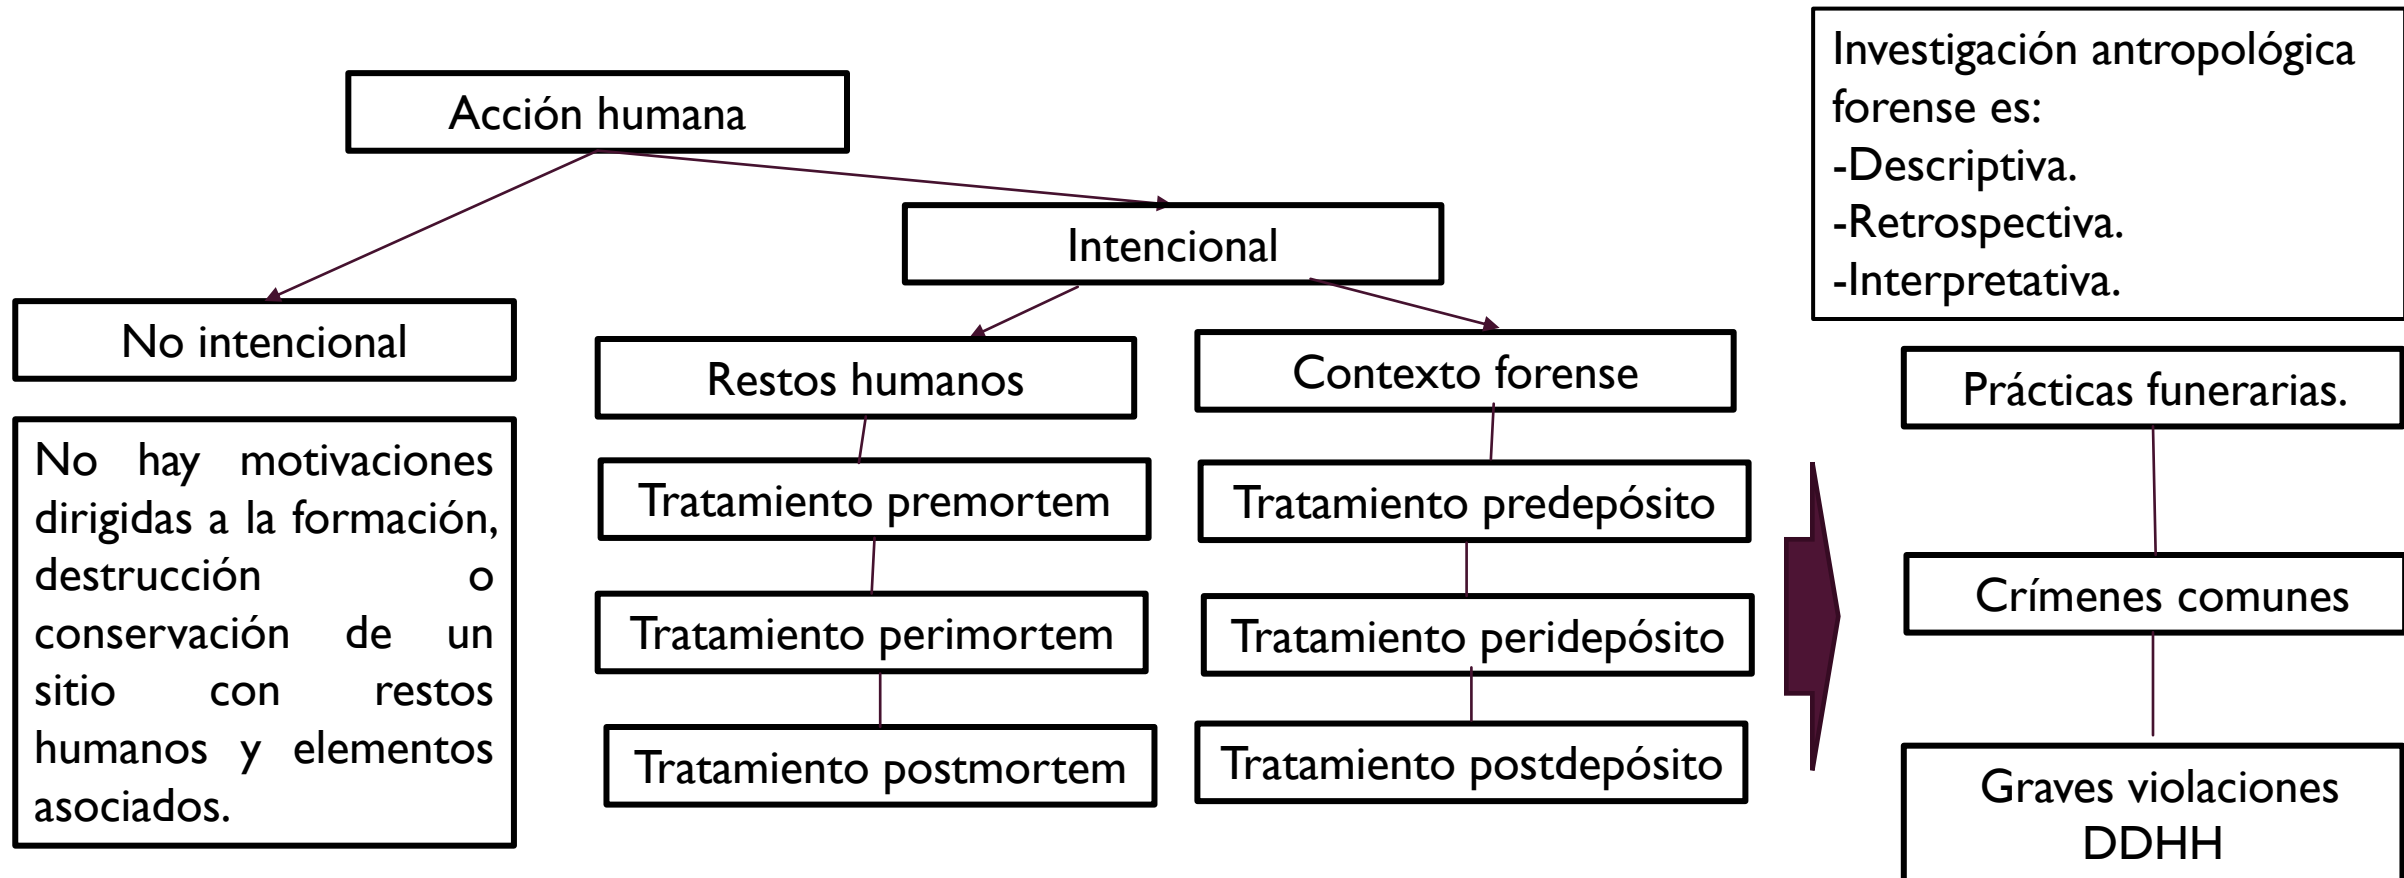 Acción humana
Intencional
No intencional
No hay motivaciones
dirigidas a la formación,
destrucción o
conservación de un
sitio con restos
humanos y elementos
asociados.
Restos humanos
Tratamiento premortem
Tratamiento perimortem
Tratamiento postmortem
Contexto forense
Tratamiento predepósito
Tratamiento peridepósito
Tratamiento postdepósito
Investigación antropológica
forense es:
-Descriptiva.
-Retrospectiva.
-Interpretativa.
Prácticas funerarias.
Crímenes comunes
Graves violaciones
DDHH